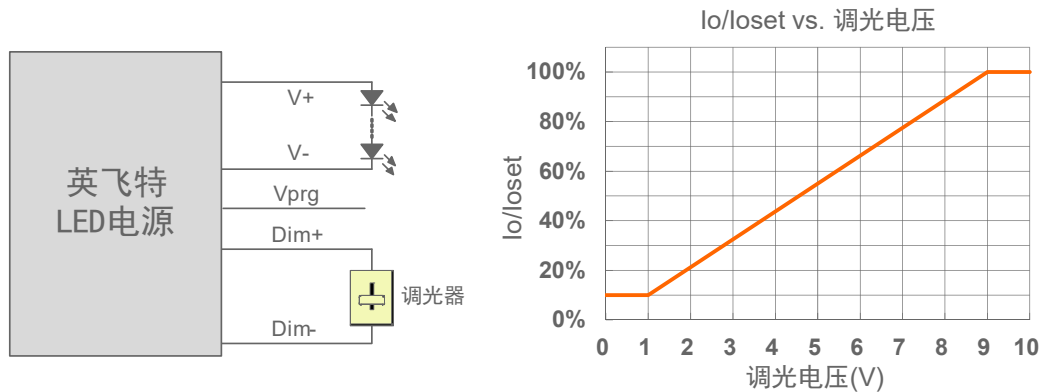 英飞特
LED电源
V+
V-
Vprg
Dim+
Dim-
调光器
Io/Ioset vs. 调光电压
100%
80%
60%
40%
20%
0%
Io/Ioset
0 1 2 3 4 5 6 7 8 9 10
调光电压(V)